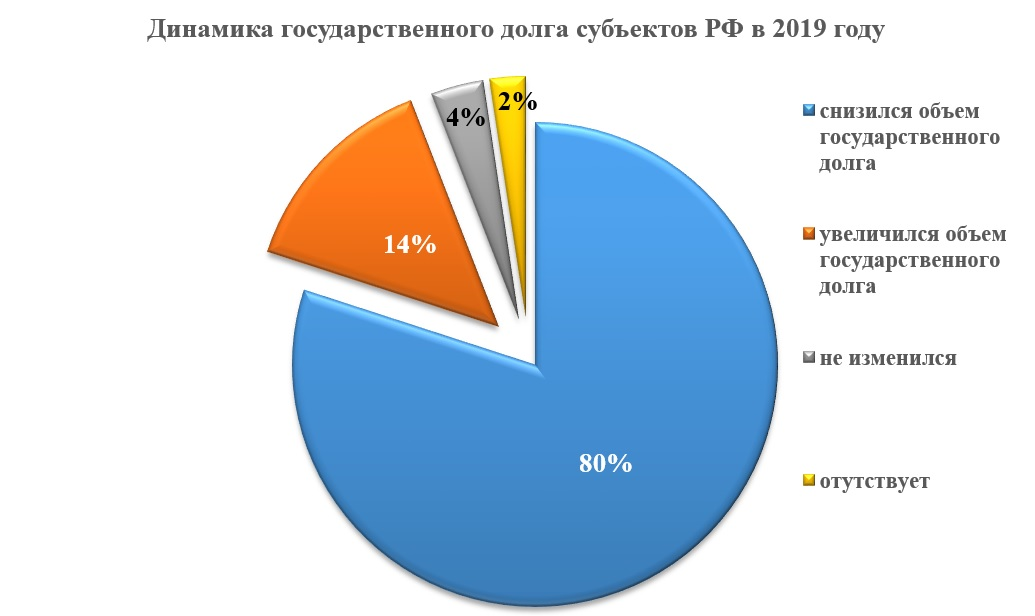 Динамика государственного долга субъектов РФ в 2019 году
2%
4%
14%
80%
снизился объем
государственного
долга
увеличился объем
государственного
долга
не изменился
отутствует